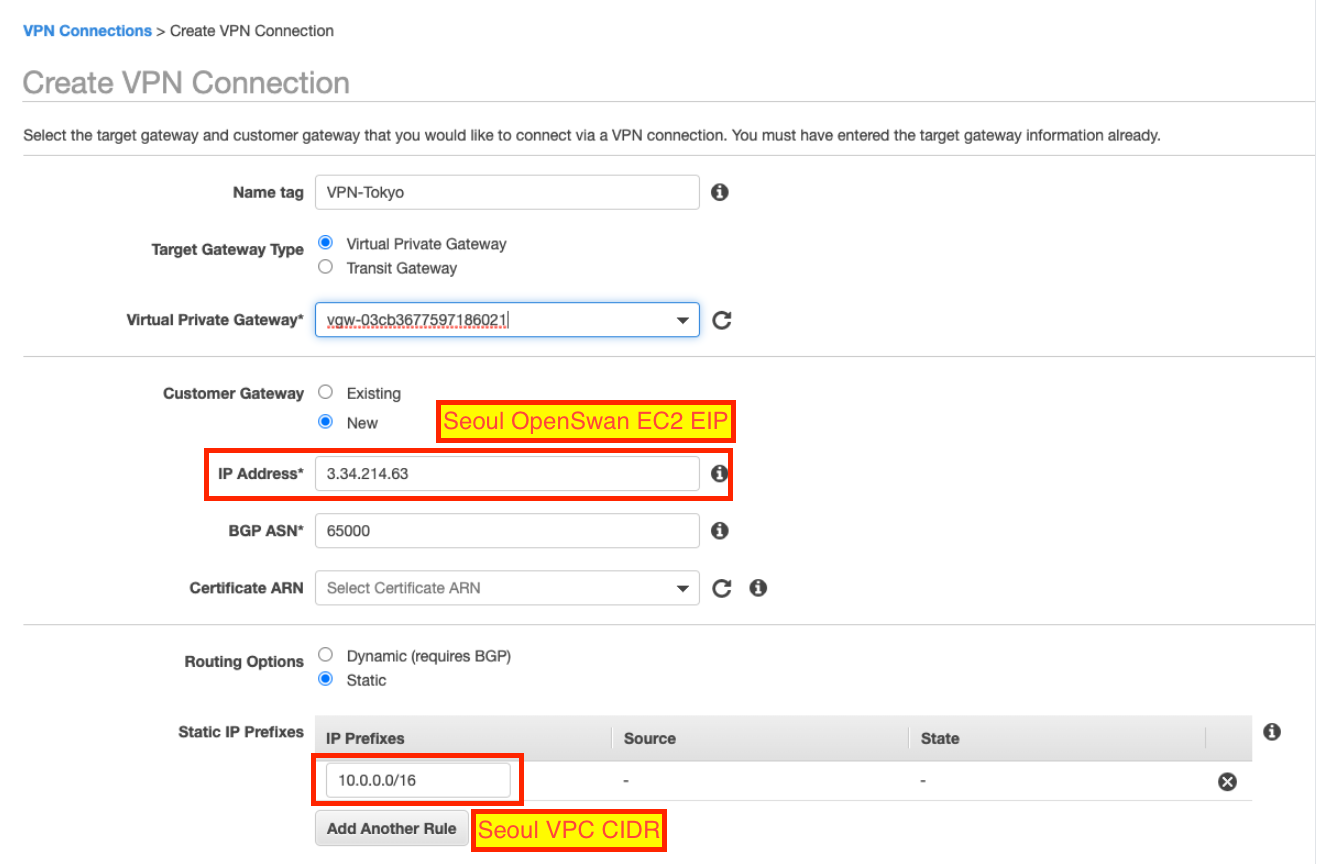 VPN Connections > Create VPN Connection
Create VPN Connection
Select the target gateway and customer gateway that you would like to connect via a VPN connection. You must have entered the target gateway information already.
Name tag VPN-Tokyo
Target Gateway Type Virtual Private Gateway
Transit Gateway
Virtual Private Gateway* vgw-03cb3677597186021
Customer Gateway Existing
New
Seoul OpenSwan EC2 EIP
IP Address* 3.34.214.63
BGP ASN* 65000
Certificate ARN Select Certificate ARN
Routing Options Dynamic (requires BGP)
Static
Static IP Prefixes IP Prefixes Source State
10.0.0.0/16 - -
Add Another Rule Seoul VPC CIDR